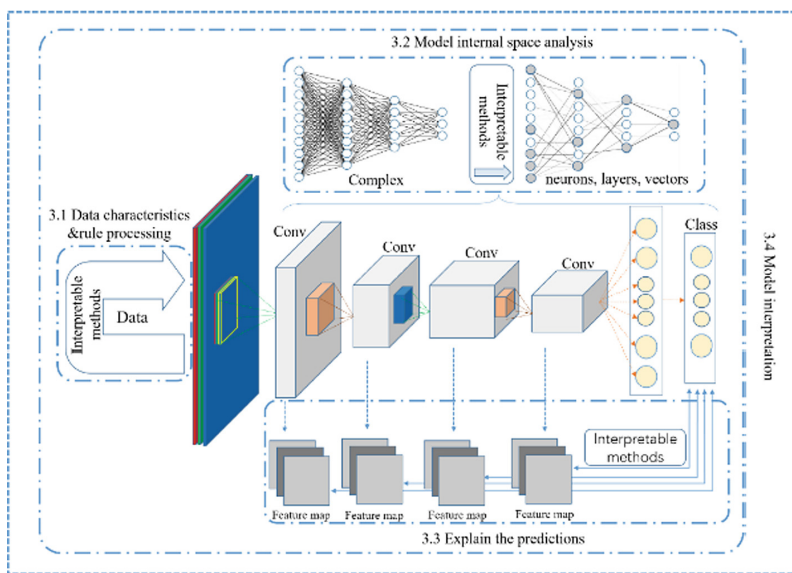 3.2 Model internal space analysis
Interpretable
methods
Complex
neurons, layers, vectors
3.1 Data characteristics
&rule processing
Interpretable
methods
Data
Conv
Conv
Conv
Conv
Class
3.4 Model interpretation
Interpretable
methods
Feature map
Feature map
Feature map
Feature map
3.3 Explain the predictions